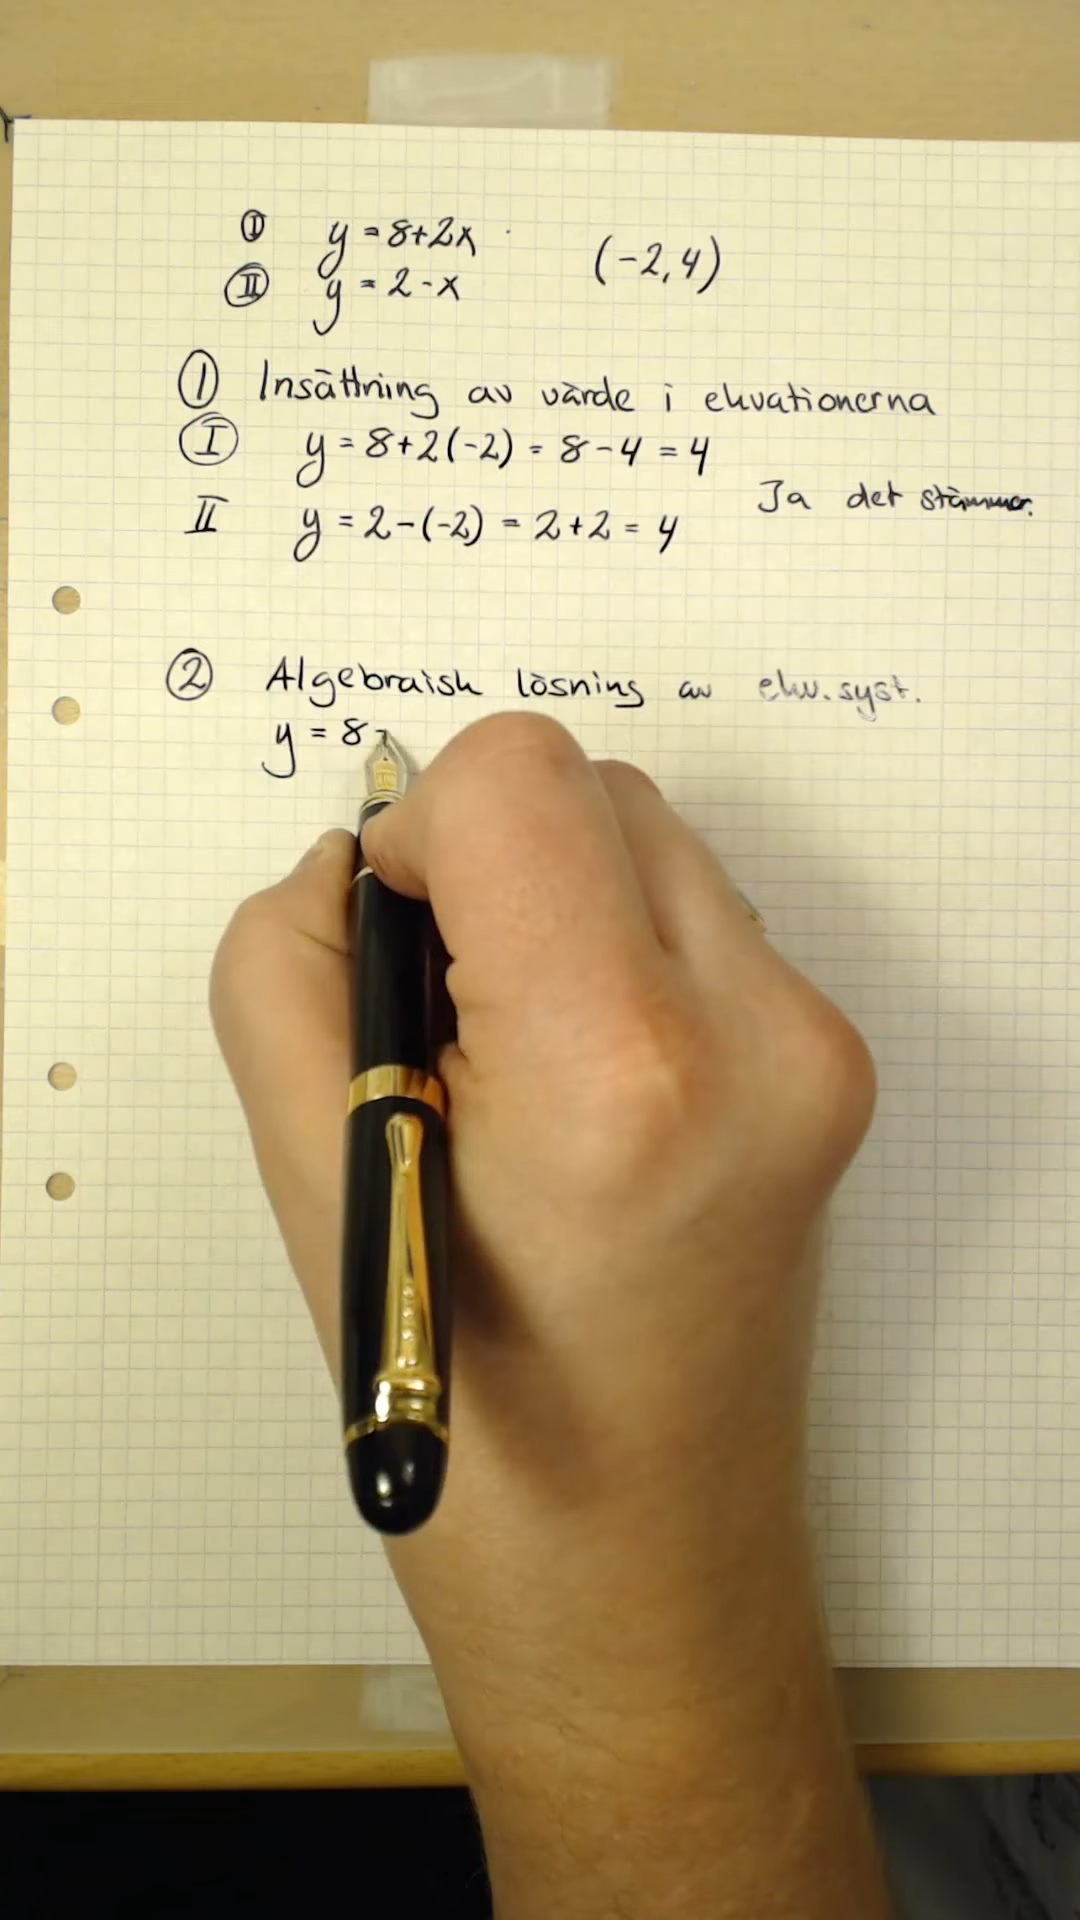 Ⓘ y = 8+2x (-2,4)
Ⓘ︎Ⓘ y = 2-x
① Insättning av värde i ekvationerna
Ⓘ y = 8+2(-2) = 8-4 = 4
II y = 2-(-2) = 2+2 = 4 Ja det stämmer.
② Algebraisk lösning av ekv.syst.
y = 8